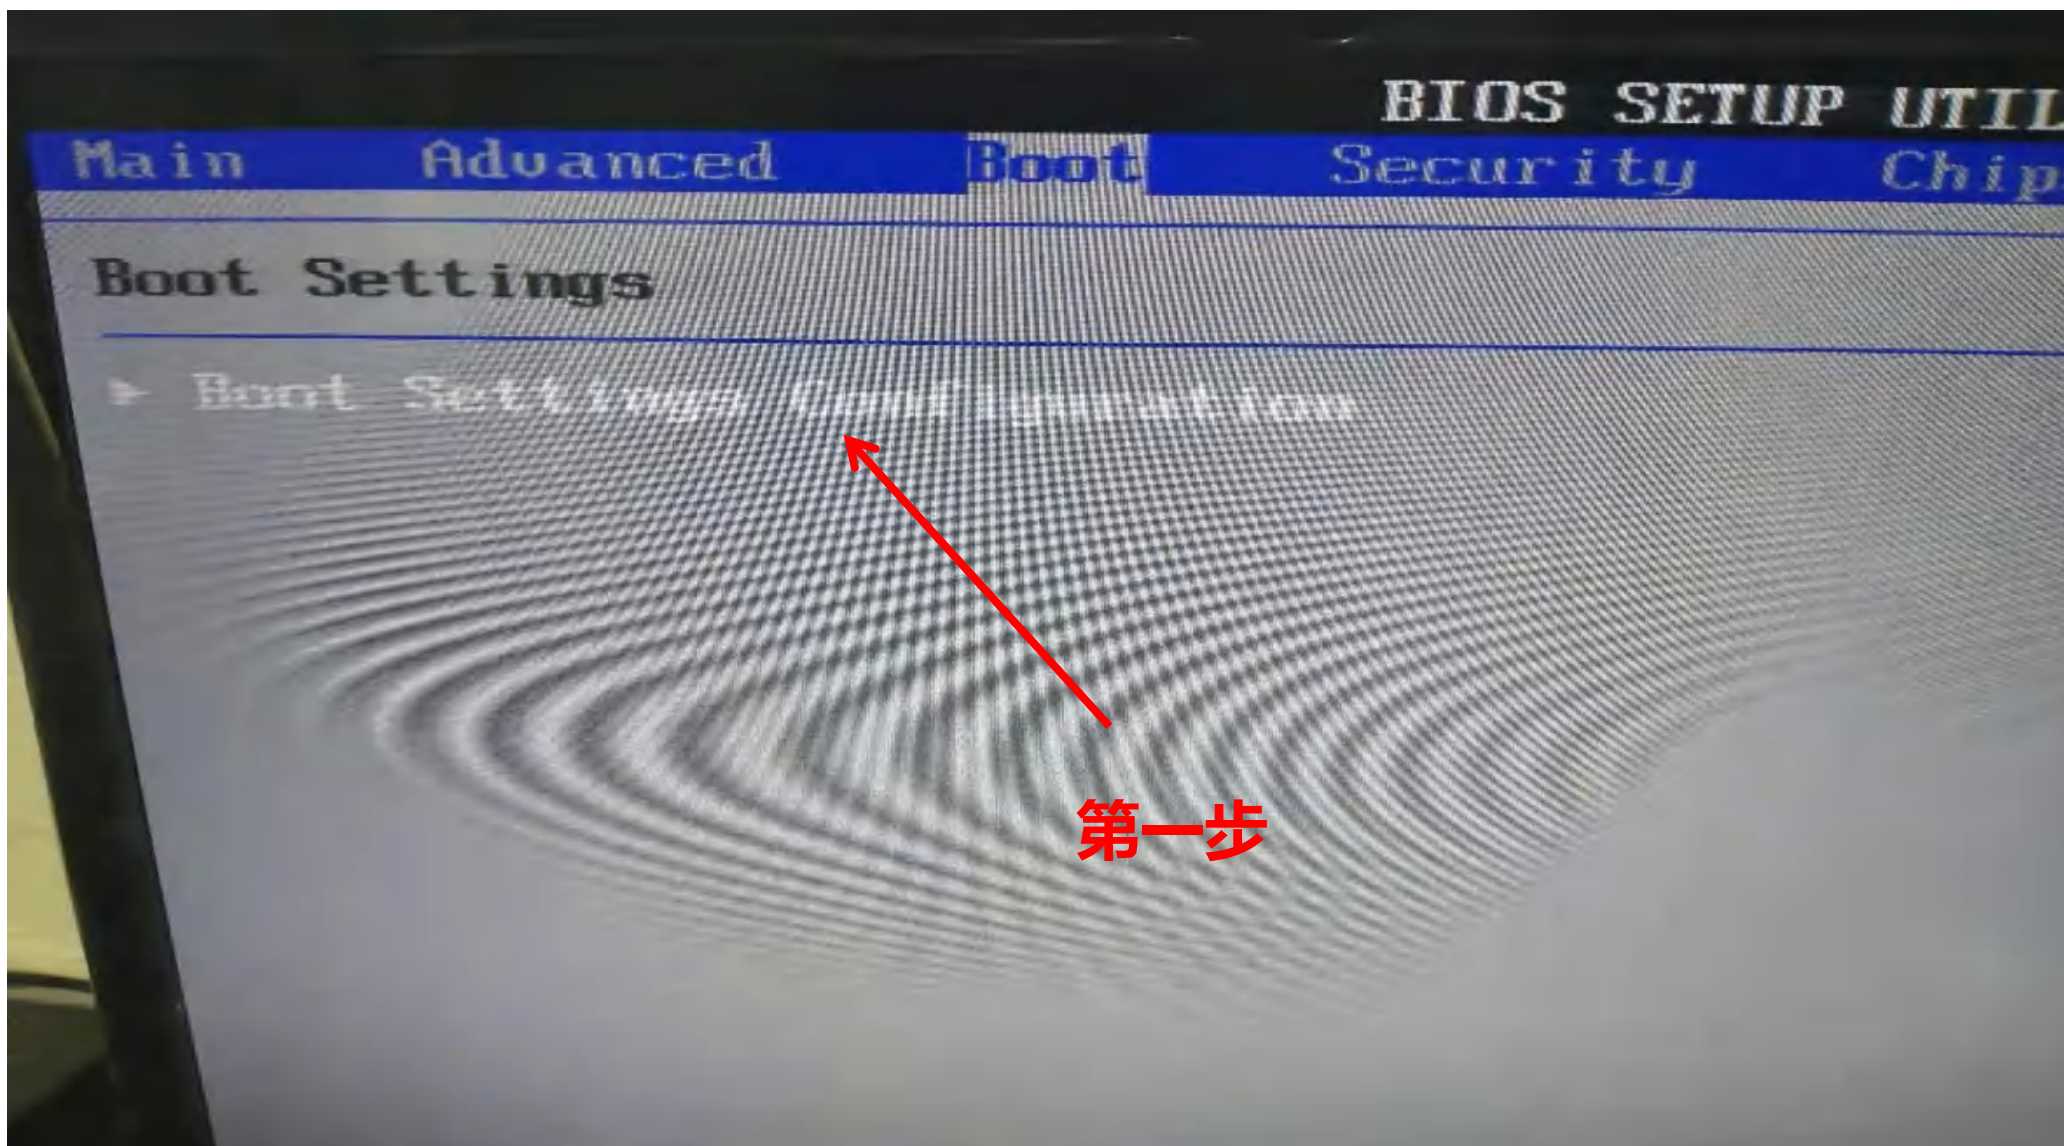 BIOS SETUP UTIL
Main Advanced Boot Security Chip
Boot Settings
▶ Boot Settings Configuration
第一步